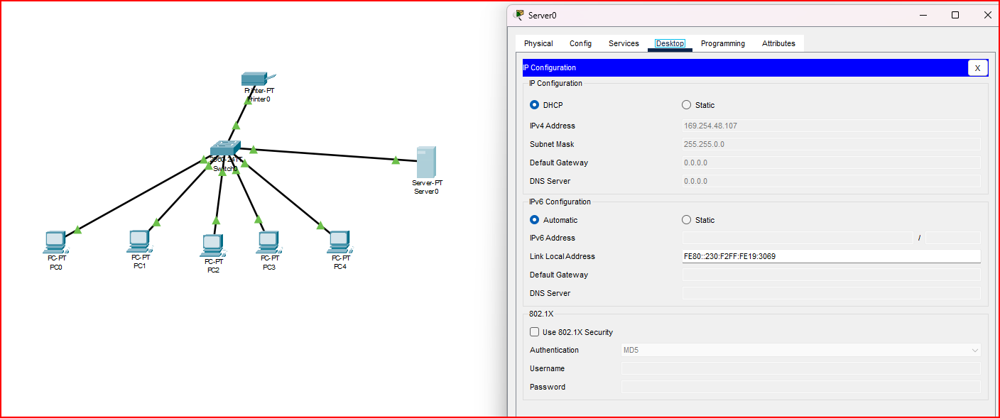 Server0
Physical Config Services Desktop Programming Attributes
IP Configuration X
IP Configuration
DHCP Static
IPv4 Address 169.254.48.107
Subnet Mask 255.255.0.0
Default Gateway 0.0.0.0
DNS Server 0.0.0.0
IPv6 Configuration
Automatic Static
IPv6 Address /
Link Local Address FE80::230:F2FF:FE19:3069
Default Gateway
DNS Server
802.1X
Use 802.1X Security
Authentication MD5
Username
Password
Printer-PT
Printer0
2960-24TT
Switch0
Server-PT
Server0
PC-PT
PC0
PC-PT
PC1
PC-PT
PC2
PC-PT
PC3
PC-PT
PC4